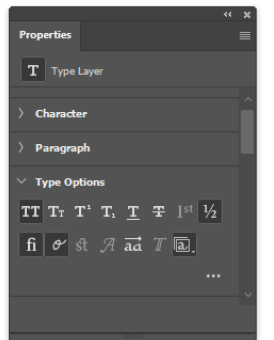 Properties
T Type Layer
Character
Paragraph
Type Options
TT Tт T¹ T₁ T T 1st ½
fi o st A aa T a
...